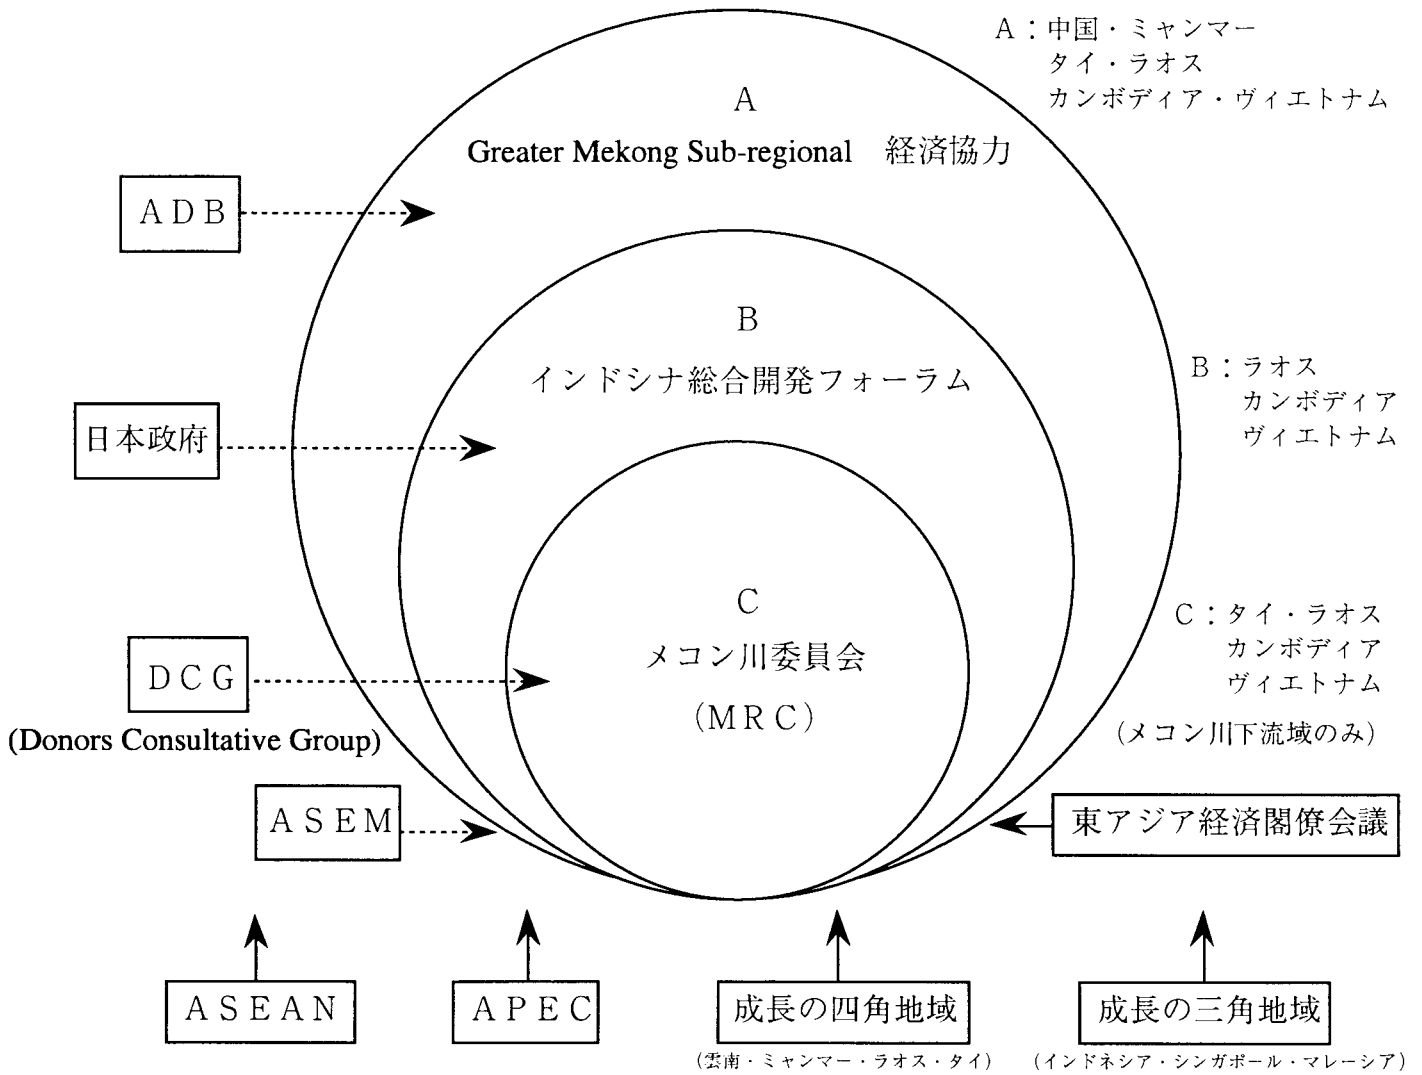 A：中国・ミャンマー
タイ・ラオス
カンボディア・ヴィエトナム
A
Greater Mekong Sub-regional 経済協力
ADB
B
インドシナ総合開発フォーラム
B：ラオス
カンボディア
ヴィエトナム
日本政府
C
メコン川委員会
(MRC)
C：タイ・ラオス
カンボディア
ヴィエトナム
(メコン川下流域のみ)
DCG
(Donors Consultative Group)
ASEM
東アジア経済閣僚会議
ASEAN
APEC
成長の四角地域
(雲南・ミャンマー・ラオス・タイ)
成長の三角地域
(インドネシア・シンガポール・マレーシア)